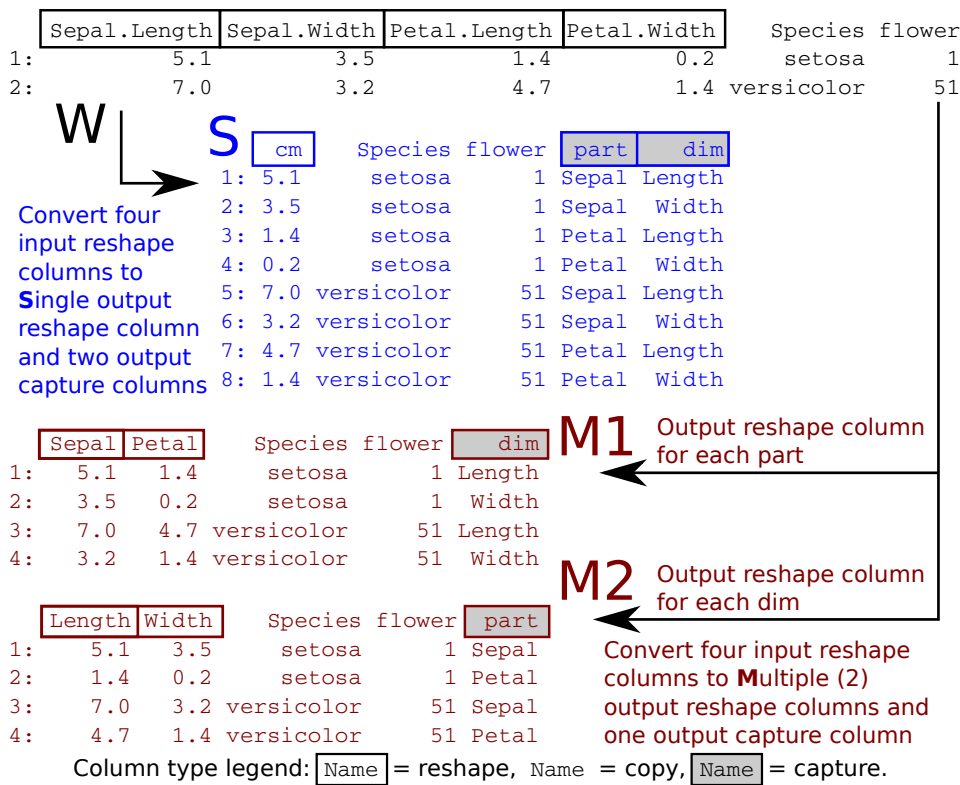 Sepal.Length Sepal.Width Petal.Length Petal.Width Species flower
1: 5.1 3.5 1.4 0.2 setosa 1
2: 7.0 3.2 4.7 1.4 versicolor 51
W
S
cm Species flower part dim
1: 5.1 setosa 1 Sepal Length
2: 3.5 setosa 1 Sepal Width
3: 1.4 setosa 1 Petal Length
4: 0.2 setosa 1 Petal Width
5: 7.0 versicolor 51 Sepal Length
6: 3.2 versicolor 51 Sepal Width
7: 4.7 versicolor 51 Petal Length
8: 1.4 versicolor 51 Petal Width
Convert four
input reshape
columns to
Single output
reshape column
and two output
capture columns
M1
Output reshape column
for each part
Sepal Petal Species flower dim
1: 5.1 1.4 setosa 1 Length
2: 3.5 0.2 setosa 1 Width
3: 7.0 4.7 versicolor 51 Length
4: 3.2 1.4 versicolor 51 Width
M2
Output reshape column
for each dim
Length Width Species flower part
1: 5.1 3.5 setosa 1 Sepal
2: 1.4 0.2 setosa 1 Petal
3: 7.0 3.2 versicolor 51 Sepal
4: 4.7 1.4 versicolor 51 Petal
Convert four input reshape
columns to Multiple (2)
output reshape columns and
one output capture column
Column type legend: Name = reshape, Name = copy, Name = capture.